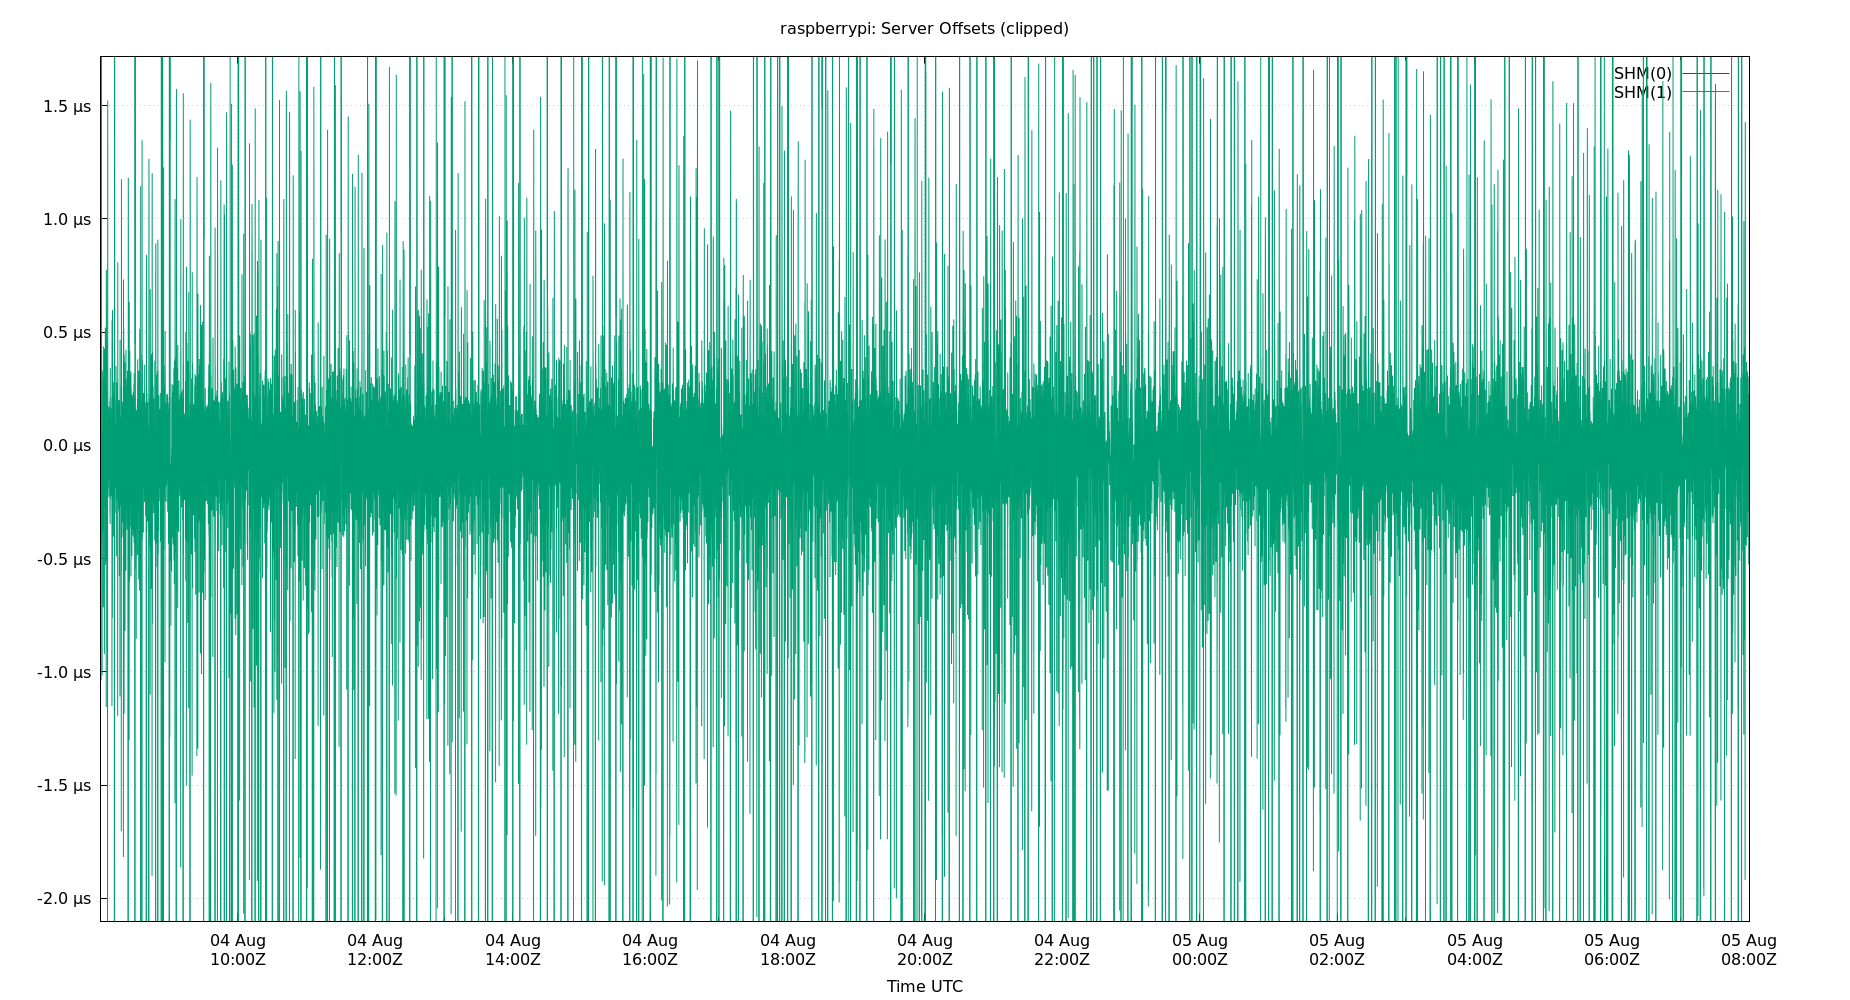 raspberrypi: Server Offsets (clipped)
SHM(0)
SHM(1)
1.5 µs
1.0 µs
0.5 µs
0.0 µs
-0.5 µs
-1.0 µs
-1.5 µs
-2.0 µs
04 Aug 04 Aug 04 Aug 04 Aug 04 Aug 04 Aug 04 Aug 05 Aug 05 Aug 05 Aug 05 Aug 05 Aug
10:00Z 12:00Z 14:00Z 16:00Z 18:00Z 20:00Z 22:00Z 00:00Z 02:00Z 04:00Z 06:00Z 08:00Z
Time UTC